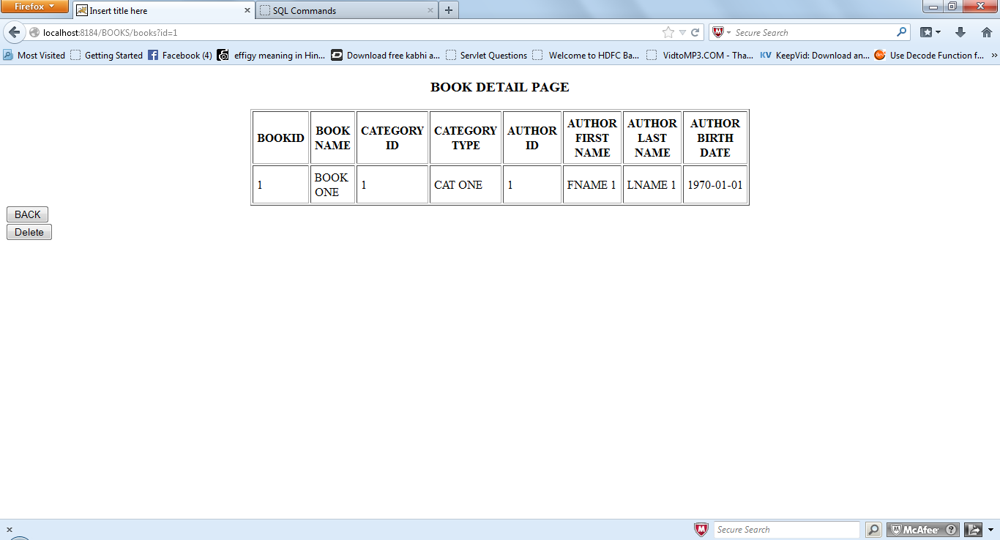 Firefox
Insert title here
SQL Commands
localhost:8184/BOOKS/books?id=1
Secure Search
Most Visited Getting Started Facebook (4) effigy meaning in Hin... Download free kabhi a... Servlet Questions Welcome to HDFC Ba... VidtoMP3.COM - Tha... KV KeepVid: Download an... dev Use Decode Function f... »
BOOK DETAIL PAGE
BOOKID
BOOK
NAME
CATEGORY
ID
CATEGORY
TYPE
AUTHOR
ID
AUTHOR
FIRST
NAME
AUTHOR
LAST
NAME
AUTHOR
BIRTH
DATE
1
BOOK
ONE
1
CAT ONE
1
FNAME 1
LNAME 1
1970-01-01
BACK
Delete
Secure Search
McAfee